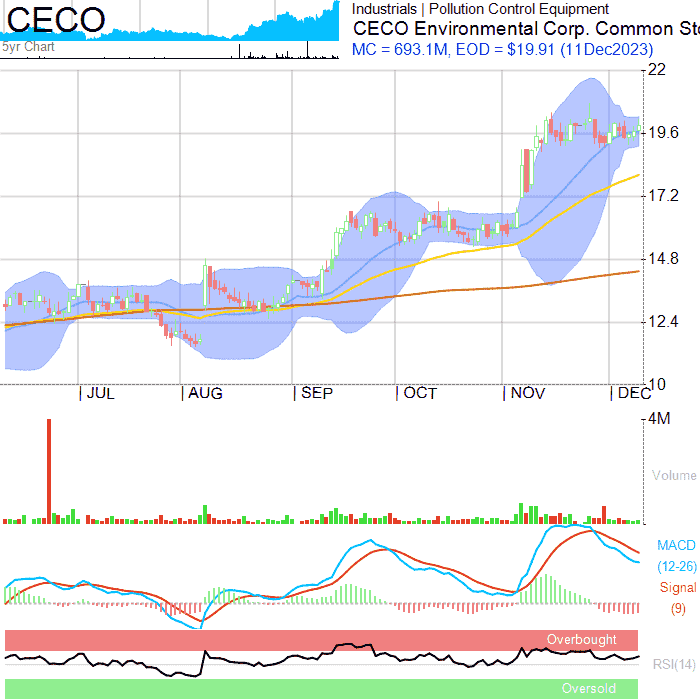 CECO
5yr Chart
Industrials | Pollution Control Equipment
CECO Environmental Corp. Common Sto
MC = 693.1M, EOD = $19.91 (11Dec2023)
22
19.6
17.2
14.8
12.4
10
| JUL | AUG | SEP | OCT | NOV | DEC
4M
Volume
MACD
(12-26)
Signal
(9)
Overbought
RSI(14)
Oversold